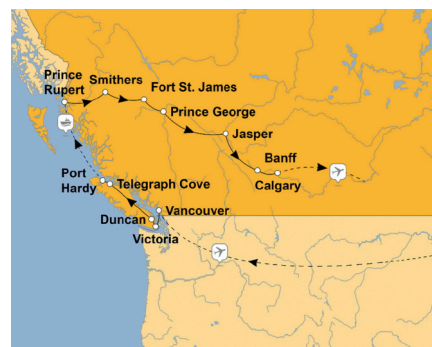 Prince
Rupert
Smithers
Fort St. James
Prince George
Jasper
Banff
Calgary
Port
Hardy
Telegraph Cove
Vancouver
Duncan
Victoria